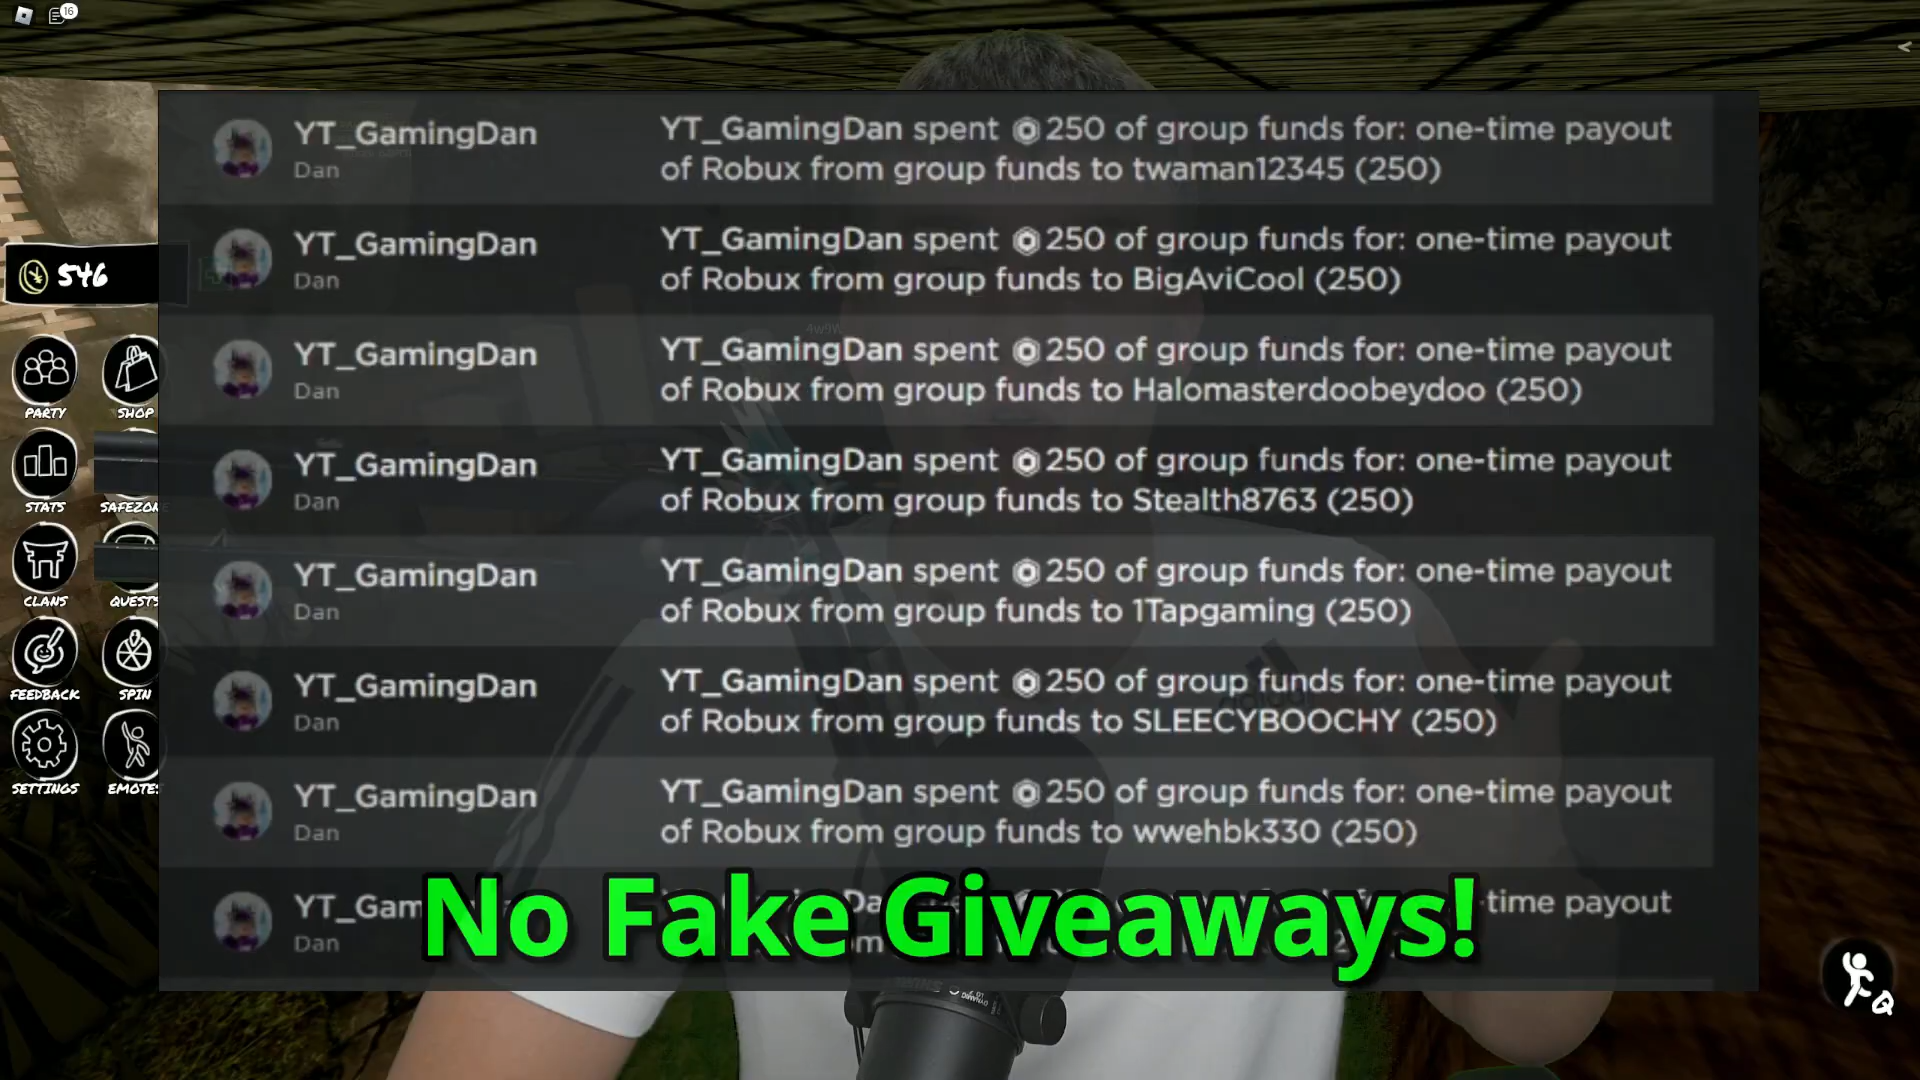 16
YT_GamingDan
Dan
YT_GamingDan spent 250 of group funds for: one-time payout
of Robux from group funds to twaman12345 (250)
YT_GamingDan
Dan
YT_GamingDan spent 250 of group funds for: one-time payout
of Robux from group funds to BigAviCool (250)
YT_GamingDan
Dan
YT_GamingDan spent 250 of group funds for: one-time payout
of Robux from group funds to Halomasterdoobeydoo (250)
YT_GamingDan
Dan
YT_GamingDan spent 250 of group funds for: one-time payout
of Robux from group funds to Stealth8763 (250)
YT_GamingDan
Dan
YT_GamingDan spent 250 of group funds for: one-time payout
of Robux from group funds to 1Tapgaming (250)
YT_GamingDan
Dan
YT_GamingDan spent 250 of group funds for: one-time payout
of Robux from group funds to SLEECYBOOCHY (250)
YT_GamingDan
Dan
YT_GamingDan spent 250 of group funds for: one-time payout
of Robux from group funds to wwehbk330 (250)
YT_Gam
Dan
-time payout
No Fake Giveaways!
546
PARTY
SHOP
STATS
SAFEZON
CLANS
QUESTS
FEEDBACK
SPIN
SETTINGS
EMOTES
Q